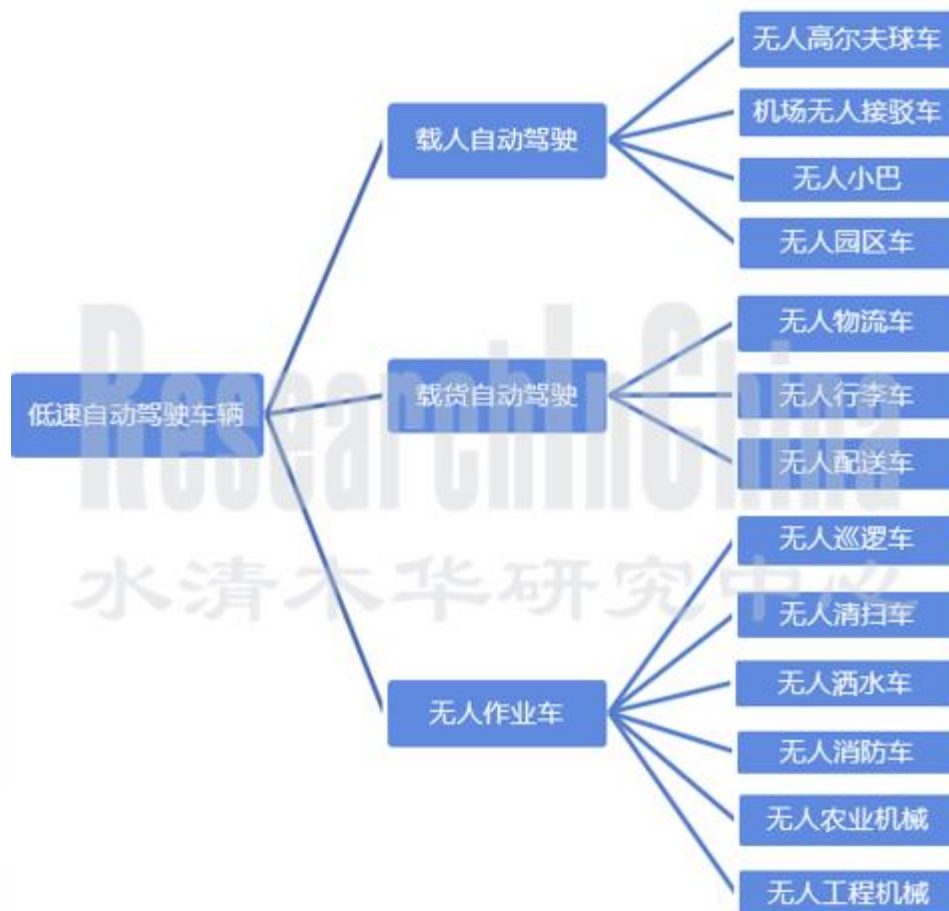 无人高尔夫球车
载人自动驾驶
机场无人接驳车
无人小巴
无人园区车
无人物流车
低速自动驾驶车辆
载货自动驾驶
无人行李车
无人配送车
ResearchInChina
水清木华研究中心
无人巡逻车
无人清扫车
无人作业车
无人洒水车
无人消防车
无人农业机械
无人工程机械